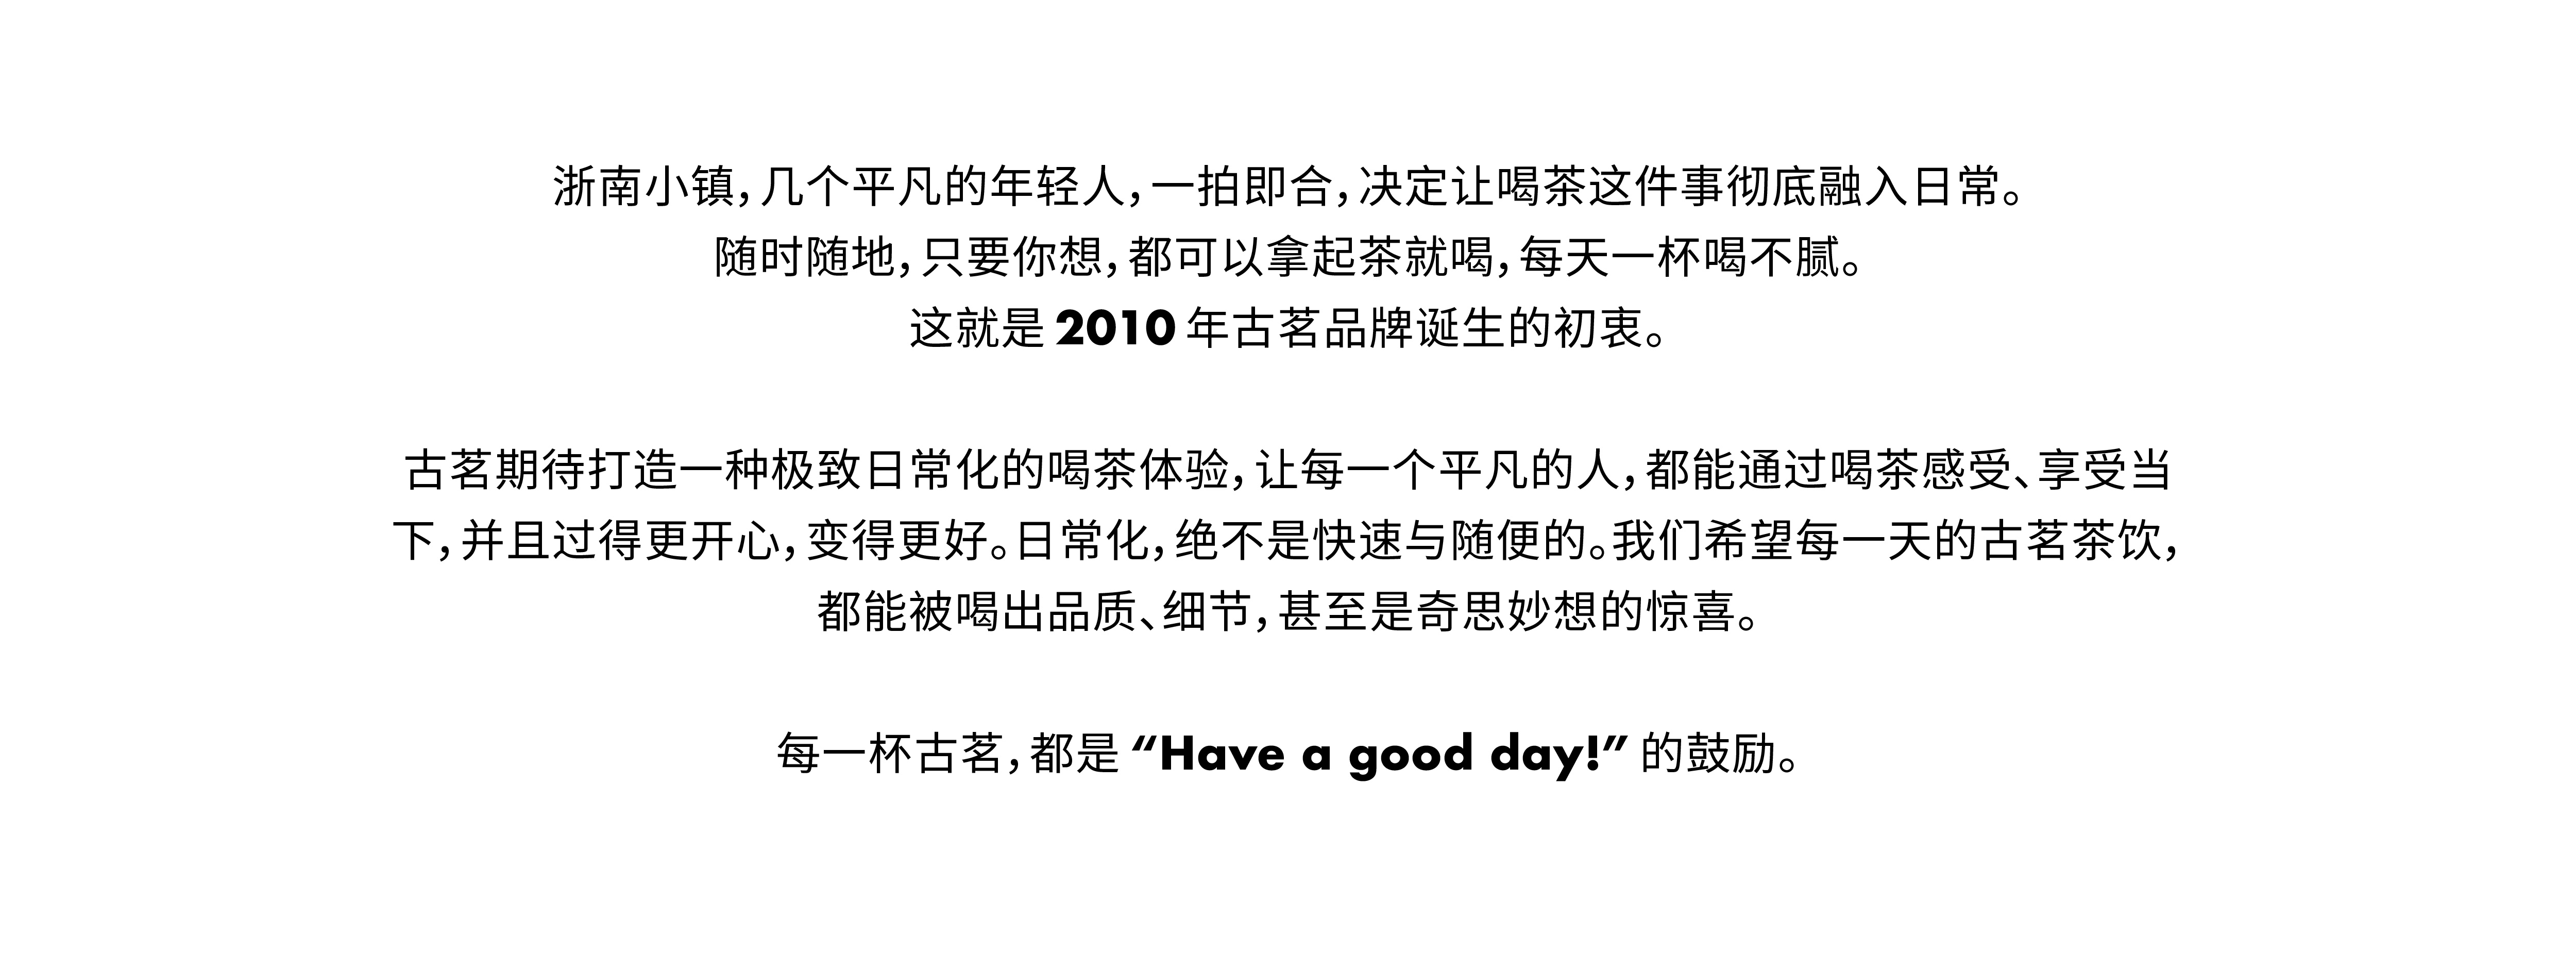 浙南小镇，几个平凡的年轻人，一拍即合，决定让喝茶这件事彻底融入日常。
随时随地，只要你想，都可以拿起茶就喝，每天一杯喝不腻。
这就是 2010 年古茗品牌诞生的初衷。
古茗期待打造一种极致日常化的喝茶体验，让每一个平凡的人，都能通过喝茶感受、享受当
下，并且过得更开心，变得更好。日常化，绝不是快速与随便的。我们希望每一天的古茗茶饮，
都能被喝出品质、细节，甚至是奇思妙想的惊喜。
每一杯古茗，都是 “Have a good day!” 的鼓励。